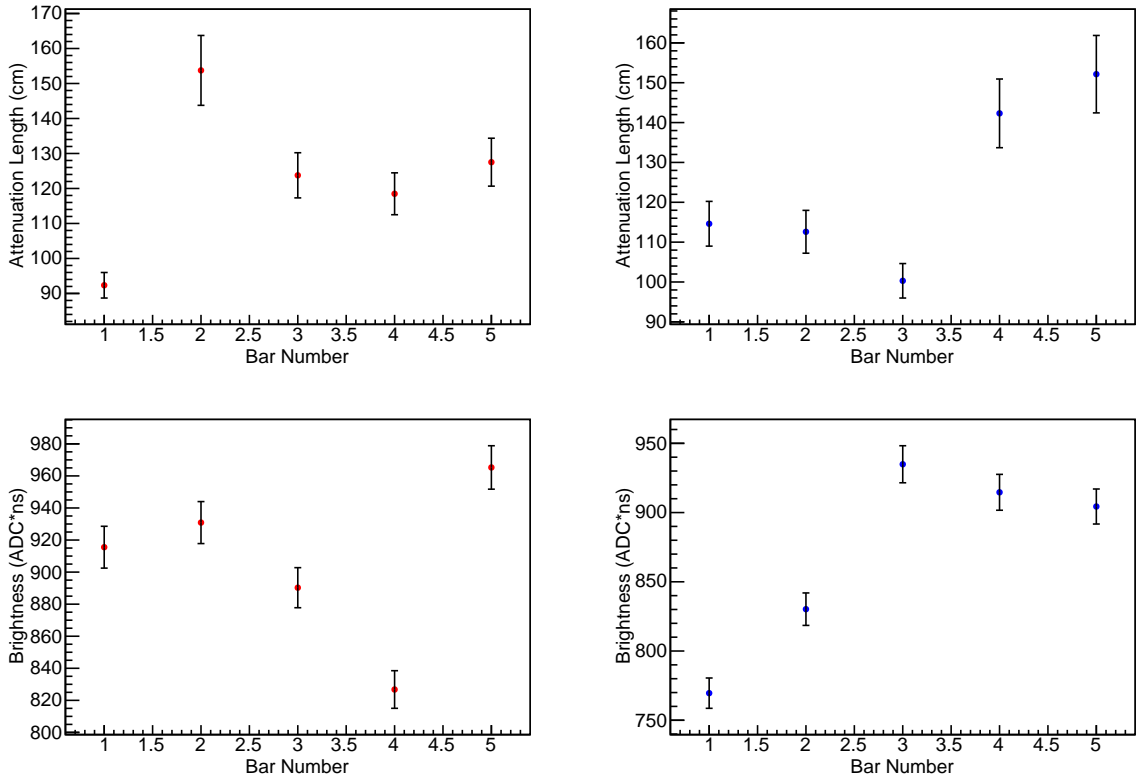 170
160
150
140
130
120
110
100
90
Attenuation Length (cm)
1 1.5 2 2.5 3 3.5 4 4.5 5
Bar Number
160
150
140
130
120
110
100
90
Attenuation Length (cm)
1 1.5 2 2.5 3 3.5 4 4.5 5
Bar Number
980
960
940
920
900
880
860
840
820
800
Brightness (ADC*ns)
1 1.5 2 2.5 3 3.5 4 4.5 5
Bar Number
950
900
850
800
750
Brightness (ADC*ns)
1 1.5 2 2.5 3 3.5 4 4.5 5
Bar Number